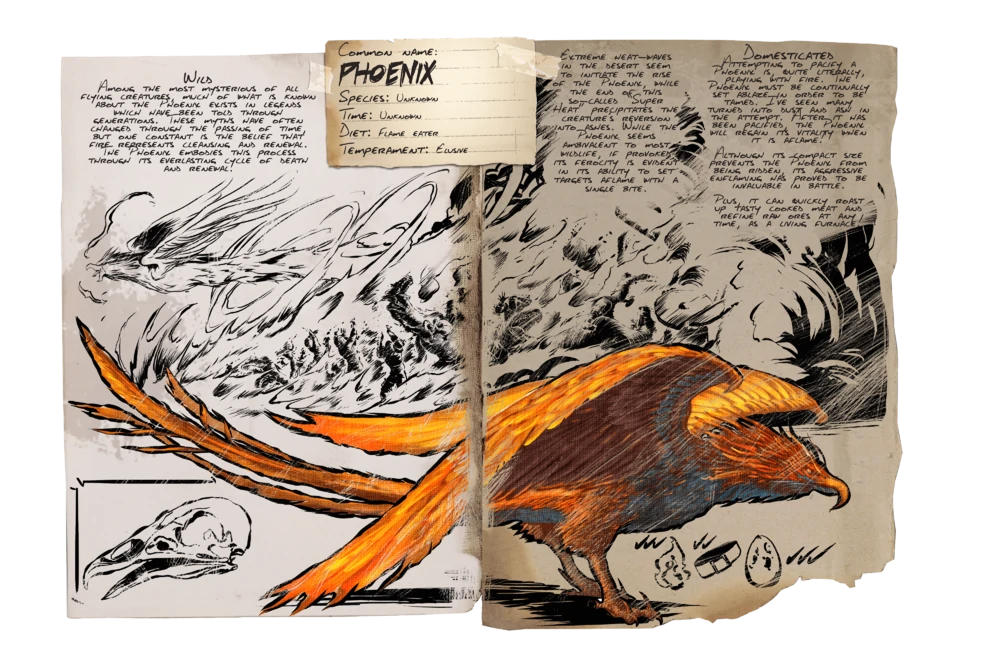 Common name:
PHOENIX
Species: Unknown
Time: Unknown
Diet: Flame eater
Temperament: Elusive
Wild
Among the most mysterious of all
flying creatures, much of what is known
about the Phoenix exists in legends
which have been told through
generations. These myths have often
changed through the passing of time,
but one constant is the belief that
fire represents cleansing and renewal.
The Phoenix embodies this process
through its everlasting cycle of death
and renewal.
Extreme heat-waves
in the desert seem
to initiate the rise
of the Phoenix, while
the end of this
so-called Super
Heat precipitates the
creature's reversion
into ashes. While the
Phoenix seems
ambivalent to most
wildlife, if provoked,
its ferocity is evident
in its ability to set
targets aflame with a
single bite.
Domesticated
Attempting to pacify a
Phoenix is, quite literally,
playing with fire. The
Phoenix must be continually
set ablaze in order to be
tamed. I've seen many
turned into dust and ash in
the attempt. After it has
been pacified, the Phoenix
will regain its vitality when
it is aflame.
Although its compact size
prevents the Phoenix from
being ridden, its aggressive
enflaming has proved to be
invaluable in battle.
Plus, it can quickly roast
up tasty cooked meat and
refine raw ores at any
time, as a living furnace